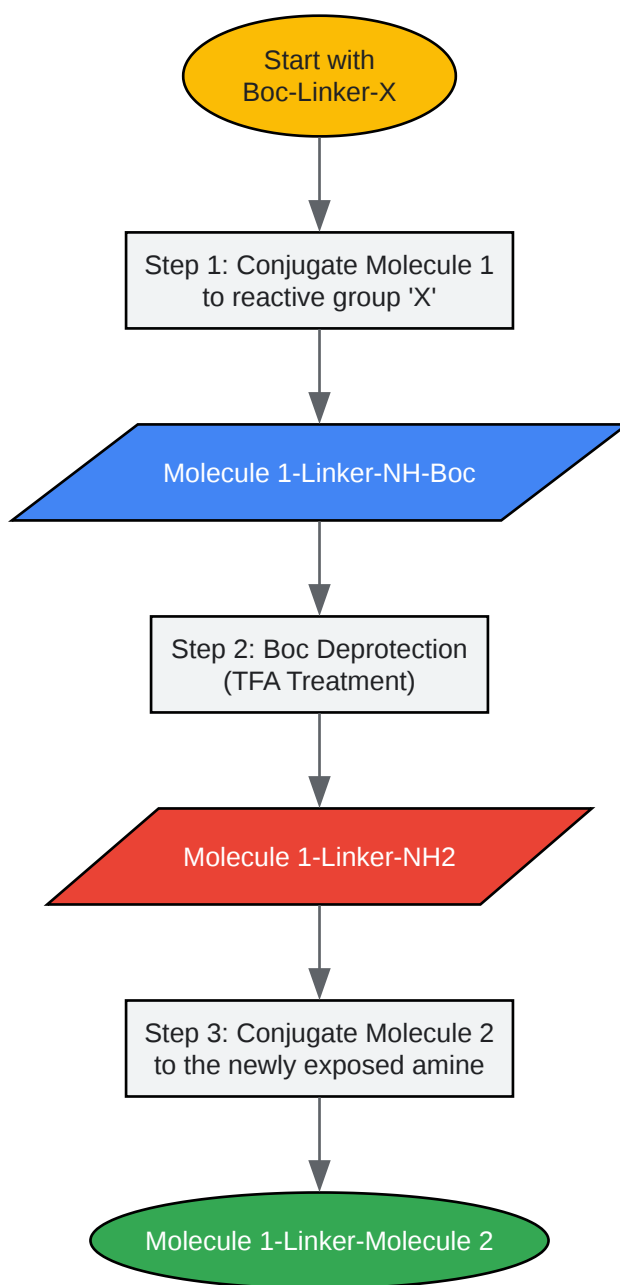 Start with
Boc-Linker-X
Step 1: Conjugate Molecule 1
to reactive group 'X'
Molecule 1-Linker-NH-Boc
Step 2: Boc Deprotection
(TFA Treatment)
Molecule 1-Linker-NH2
Step 3: Conjugate Molecule 2
to the newly exposed amine
Molecule 1-Linker-Molecule 2